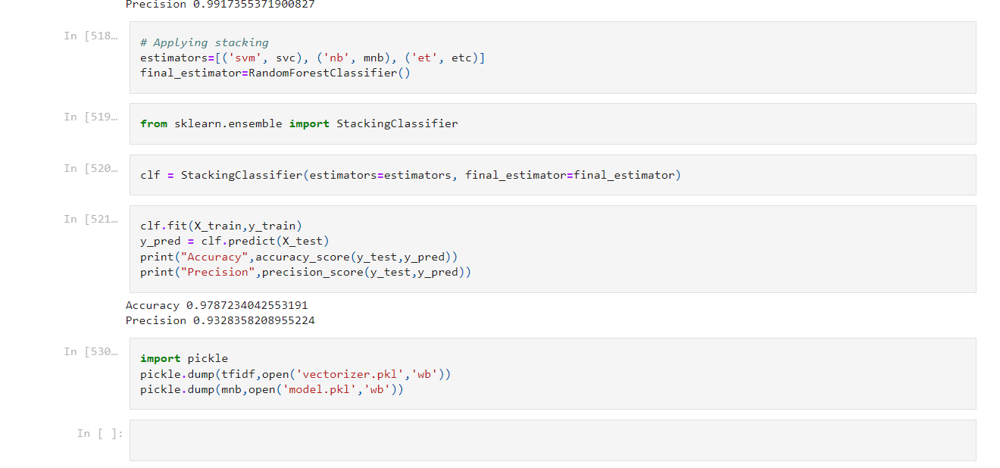 Precision 0.9917355371900827
In [518…
# Applying stacking
estimators=[('svm', svc), ('nb', mnb), ('et', etc)]
final_estimator=RandomForestClassifier()
In [519…
from sklearn.ensemble import StackingClassifier
In [520…
clf = StackingClassifier(estimators=estimators, final_estimator=final_estimator)
In [521…
clf.fit(X_train,y_train)
y_pred = clf.predict(X_test)
print("Accuracy",accuracy_score(y_test,y_pred))
print("Precision",precision_score(y_test,y_pred))
Accuracy 0.9787234042553191
Precision 0.9328358208955224
In [530…
import pickle
pickle.dump(tfidf,open('vectorizer.pkl','wb'))
pickle.dump(mnb,open('model.pkl','wb'))
In [ ]: